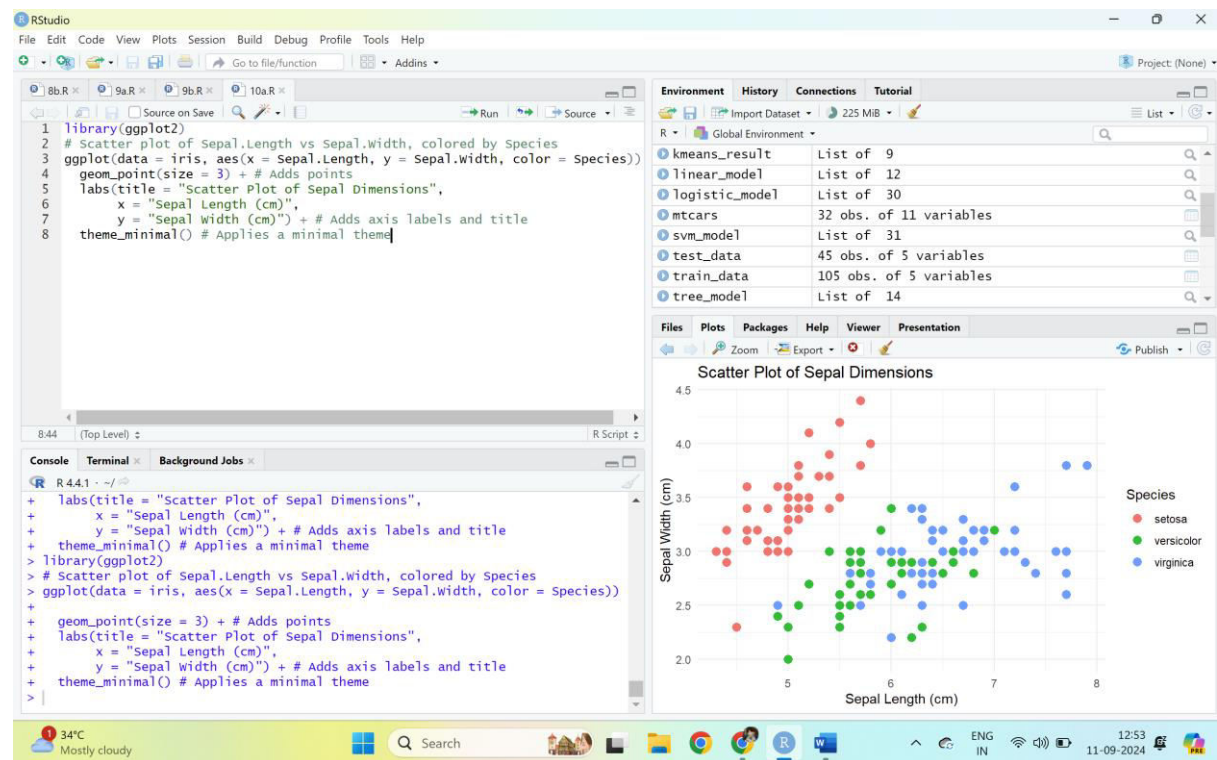 RStudio
File Edit Code View Plots Session Build Debug Profile Tools Help
Go to file/function Addins Project: (None)
8b.R 9a.R 9b.R 10a.R
Source on Save Run Source
1 library(ggplot2)
2 # Scatter plot of Sepal.Length vs Sepal.Width, colored by Species
3 ggplot(data = iris, aes(x = Sepal.Length, y = Sepal.Width, color = Species))
4 geom_point(size = 3) + # Adds points
5 labs(title = "Scatter Plot of Sepal Dimensions",
6 x = "Sepal Length (cm)",
7 y = "Sepal Width (cm)") + # Adds axis labels and title
8 theme_minimal() # Applies a minimal theme
8:44 (Top Level) R Script
Console Terminal Background Jobs
R 4.4.1 · ~/
+ labs(title = "Scatter Plot of Sepal Dimensions",
+ x = "Sepal Length (cm)",
+ y = "Sepal Width (cm)") + # Adds axis labels and title
+ theme_minimal() # Applies a minimal theme
> library(ggplot2)
> # Scatter plot of Sepal.Length vs Sepal.Width, colored by Species
> ggplot(data = iris, aes(x = Sepal.Length, y = Sepal.Width, color = Species))
+
+ geom_point(size = 3) + # Adds points
+ labs(title = "Scatter Plot of Sepal Dimensions",
+ x = "Sepal Length (cm)",
+ y = "Sepal Width (cm)") + # Adds axis labels and title
+ theme_minimal() # Applies a minimal theme
>
Environment History Connections Tutorial
Import Dataset 225 MiB List
R Global Environment
kmeans_result List of 9
linear_model List of 12
logistic_model List of 30
mtcars 32 obs. of 11 variables
svm_model List of 31
test_data 45 obs. of 5 variables
train_data 105 obs. of 5 variables
tree_model List of 14
Files Plots Packages Help Viewer Presentation
Zoom Export Publish
Scatter Plot of Sepal Dimensions
4.5
4.0
3.5
3.0
2.5
2.0
Sepal Width (cm)
5 6 7 8
Sepal Length (cm)
Species
setosa
versicolor
virginica
1
34°C
Mostly cloudy
Search
PRE
ENG
IN
12:53
11-09-2024